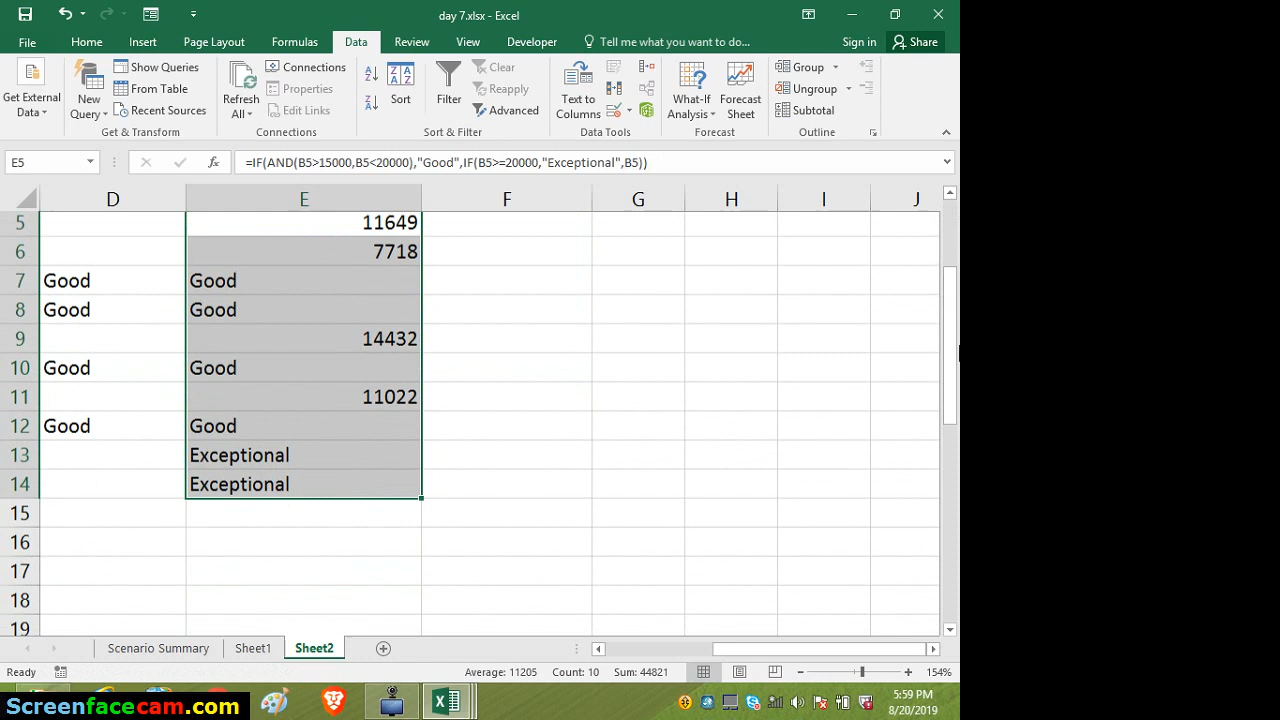 day 7.xlsx - Excel
File Home Insert Page Layout Formulas Data Review View Developer Tell me what you want to do... Sign in Share
Get External Data
New Query
Show Queries
From Table
Recent Sources
Get & Transform
Refresh All
Connections
Properties
Edit Links
Connections
Sort
Filter
Clear
Reapply
Advanced
Sort & Filter
Text to Columns
Data Tools
What-If Analysis
Forecast Sheet
Forecast
Group
Ungroup
Subtotal
Outline
E5 fx =IF(AND(B5>15000,B5<20000),"Good",IF(B5>=20000,"Exceptional",B5))
D E F G H I J
5 11649
6 7718
7 Good Good
8 Good Good
9 14432
10 Good Good
11 11022
12 Good Good
13 Exceptional
14 Exceptional
15
16
17
18
19
Scenario Summary Sheet1 Sheet2
Ready Average: 11205 Count: 10 Sum: 44821 154%
5:59 PM
8/20/2019
Screenfacecam.com